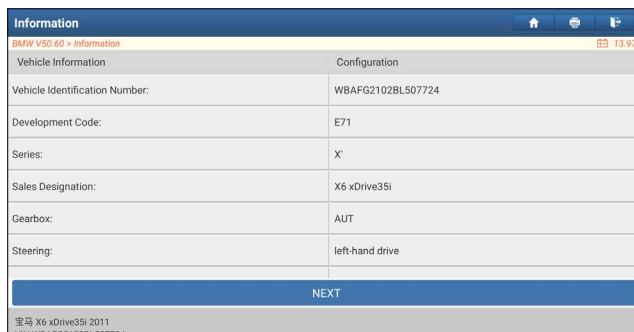 Information
BMW V50.60 > Information 13.97
Vehicle Information Configuration
Vehicle Identification Number: WBAFG2102BL507724
Development Code: E71
Series: X'
Sales Designation: X6 xDrive35i
Gearbox: AUT
Steering: left-hand drive
NEXT
宝马 X6 xDrive35i 2011